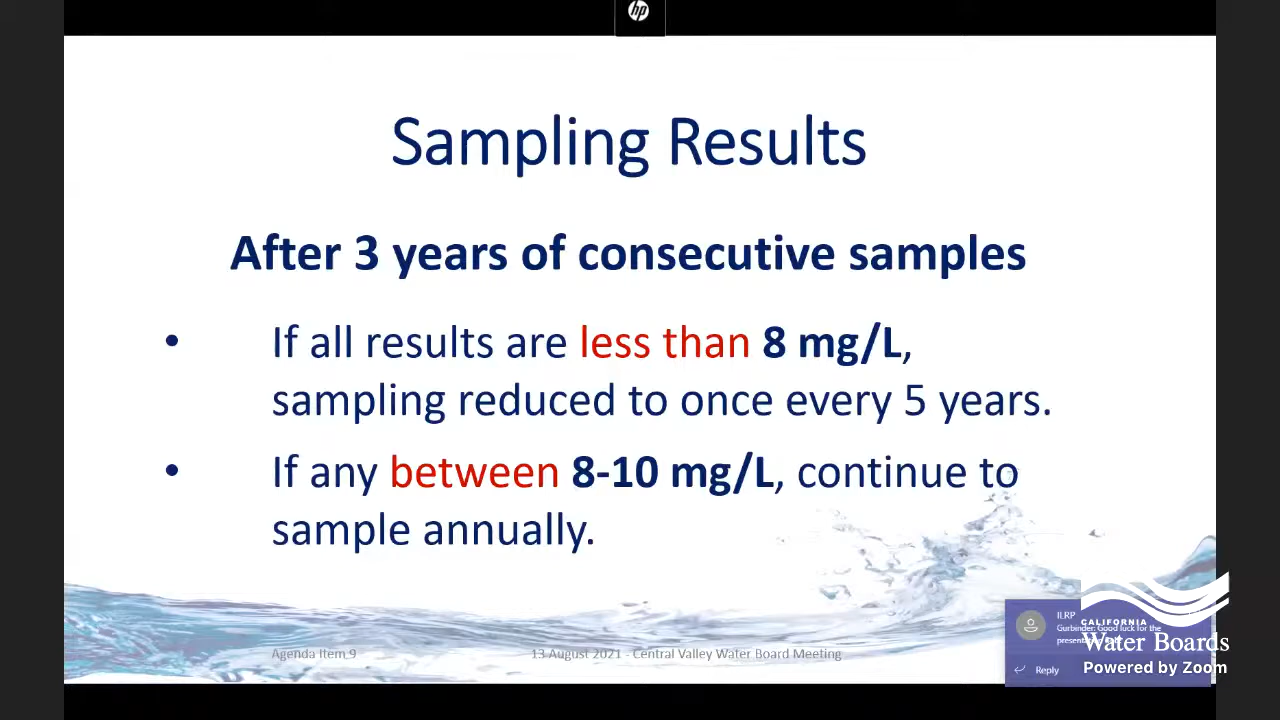 hp
Sampling Results
After 3 years of consecutive samples
• If all results are less than 8 mg/L,
sampling reduced to once every 5 years.
• If any between 8-10 mg/L, continue to
sample annually.
Agenda Item 9
13 August 2021 - Central Valley Water Board Meeting
ILRP
Gurbinder: Good luck for the
Reply
CALIFORNIA
Water Boards
Powered by Zoom